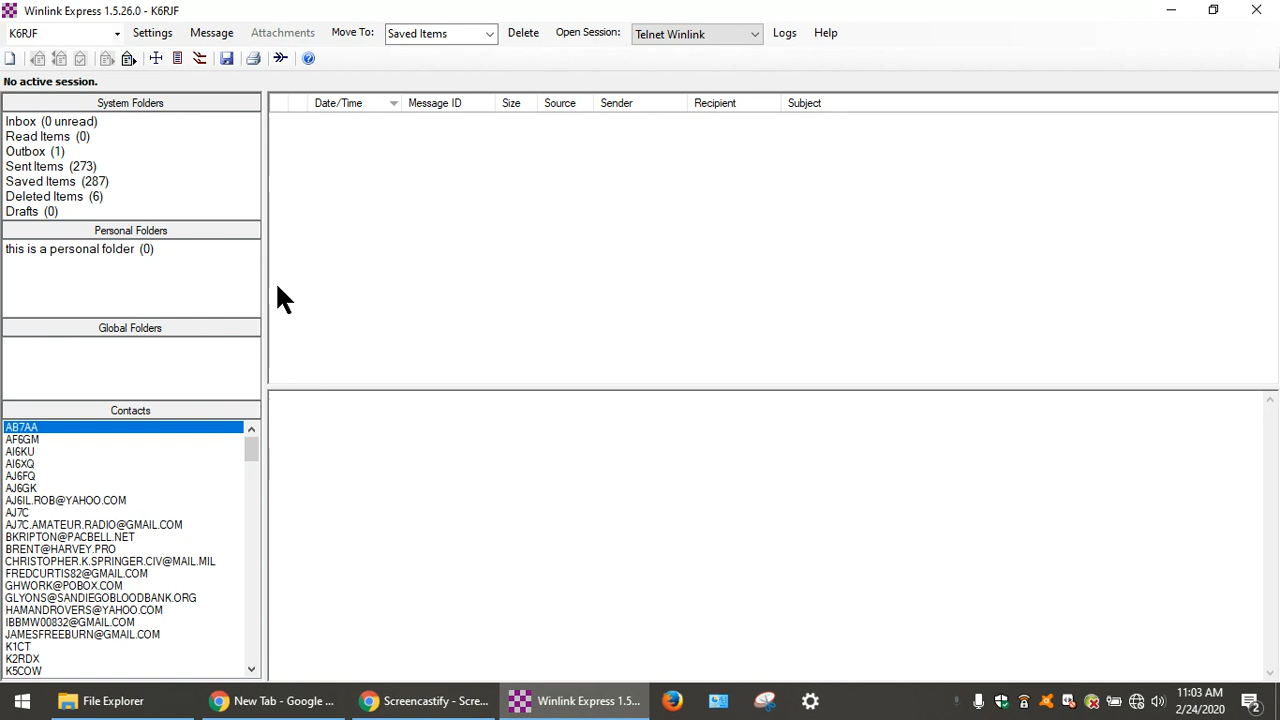 Winlink Express 1.5.26.0 - K6RJF
K6RJF Settings Message Attachments Move To: Saved Items Delete Open Session: Telnet Winlink Logs Help
No active session.
System Folders
Inbox (0 unread)
Read Items (0)
Outbox (1)
Sent Items (273)
Saved Items (287)
Deleted Items (6)
Drafts (0)
Personal Folders
this is a personal folder (0)
Global Folders
Contacts
AB7AA
AF6GM
AI6KU
AI6XQ
AJ6FQ
AJ6GK
AJ6IL.ROB@YAHOO.COM
AJ7C
AJ7C.AMATEUR.RADIO@GMAIL.COM
BKRIPTON@PACBELL.NET
BRENT@HARVEY.PRO
CHRISTOPHER.K.SPRINGER.CIV@MAIL.MIL
FREDCURTIS82@GMAIL.COM
GHWORK@POBOX.COM
GLYONS@SANDIEGOBLOODBANK.ORG
HAMANDROVERS@YAHOO.COM
IBBMW00832@GMAIL.COM
JAMESFREEBURN@GMAIL.COM
K1CT
K2RDX
K5COW
Date/Time Message ID Size Source Sender Recipient Subject
File Explorer New Tab - Google ... Screencastify - Scre... Winlink Express 1.5...
11:03 AM
2/24/2020
2